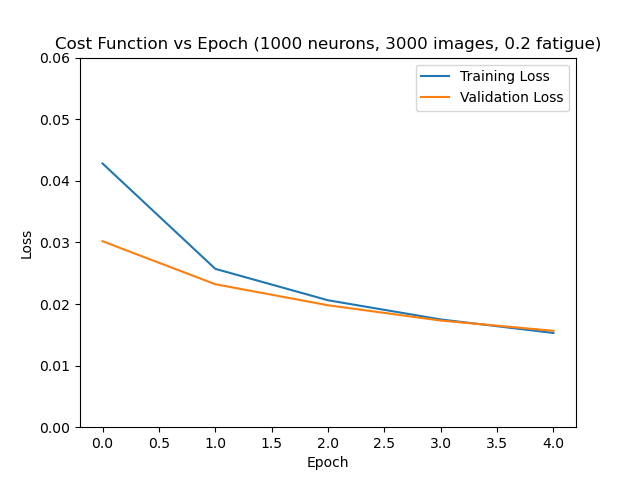 Cost Function vs Epoch (1000 neurons, 3000 images, 0.2 fatigue)
Training Loss
Validation Loss
0.06
0.05
0.04
0.03
0.02
0.01
0.00
Loss
0.0 0.5 1.0 1.5 2.0 2.5 3.0 3.5 4.0
Epoch